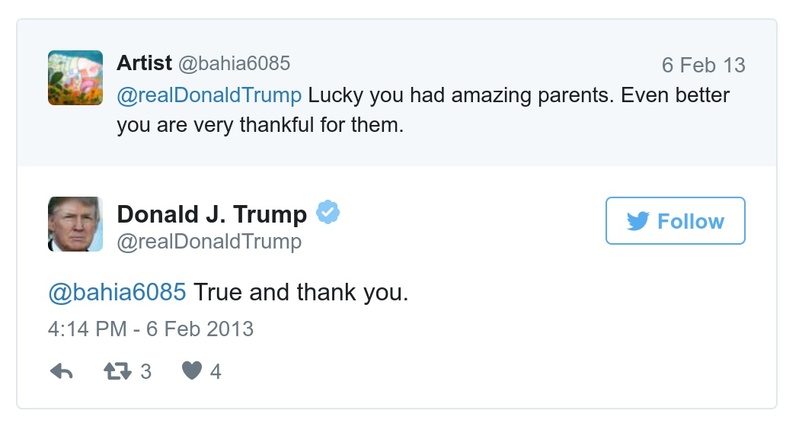 Artist @bahia6085 6 Feb 13
@realDonaldTrump Lucky you had amazing parents. Even better
you are very thankful for them.
Donald J. Trump
@realDonaldTrump
Follow
@bahia6085 True and thank you.
4:14 PM - 6 Feb 2013
3 4